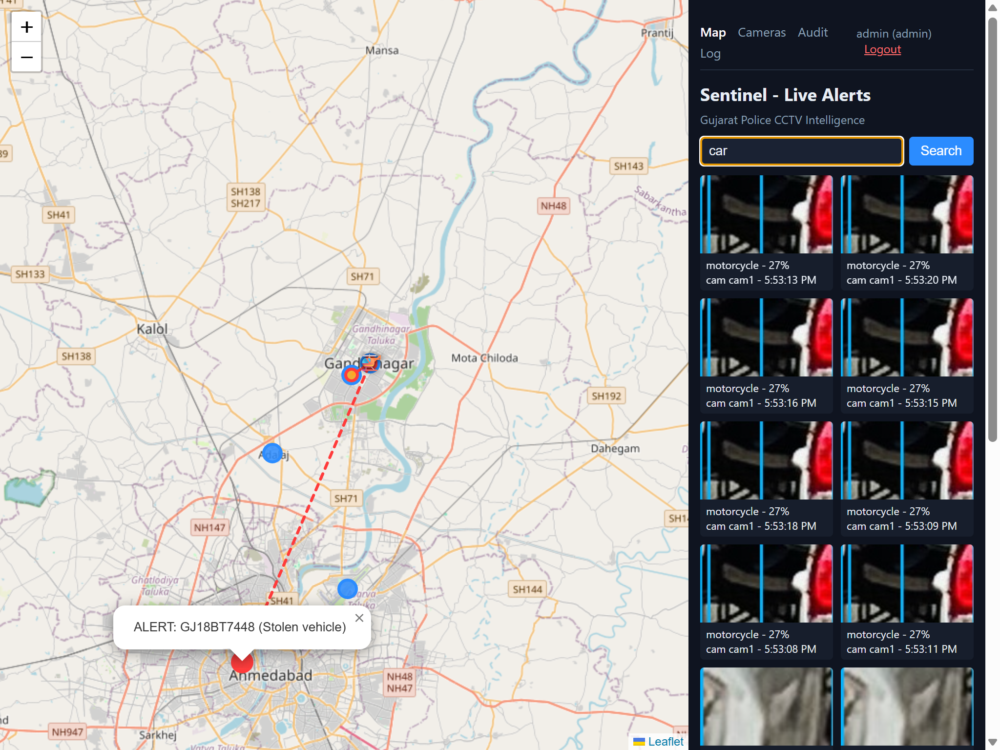 +
−
Mansa
Prantij
SH143
SH138
SH217
NH48
Sabarkantha
SH41
SH133
SH71
Kalol
Gandhinagar
Taluka
SH138
Mota Chiloda
SH192
Dahegam
SH71
NH147
Ghatlodiya
Taluka
SH41
SH144
ALERT: GJ18BT7448 (Stolen vehicle)
×
Ahmedabad
NH48
NH47
NH947
Sarkhej
Vatva Taluka
Leaflet
Map Cameras Audit
Log
admin (admin)
Logout
Sentinel - Live Alerts
Gujarat Police CCTV Intelligence
car
Search
motorcycle - 27%
cam cam1 - 5:53:13 PM
motorcycle - 27%
cam cam1 - 5:53:20 PM
motorcycle - 27%
cam cam1 - 5:53:16 PM
motorcycle - 27%
cam cam1 - 5:53:15 PM
motorcycle - 27%
cam cam1 - 5:53:18 PM
motorcycle - 27%
cam cam1 - 5:53:09 PM
motorcycle - 27%
cam cam1 - 5:53:08 PM
motorcycle - 27%
cam cam1 - 5:53:11 PM